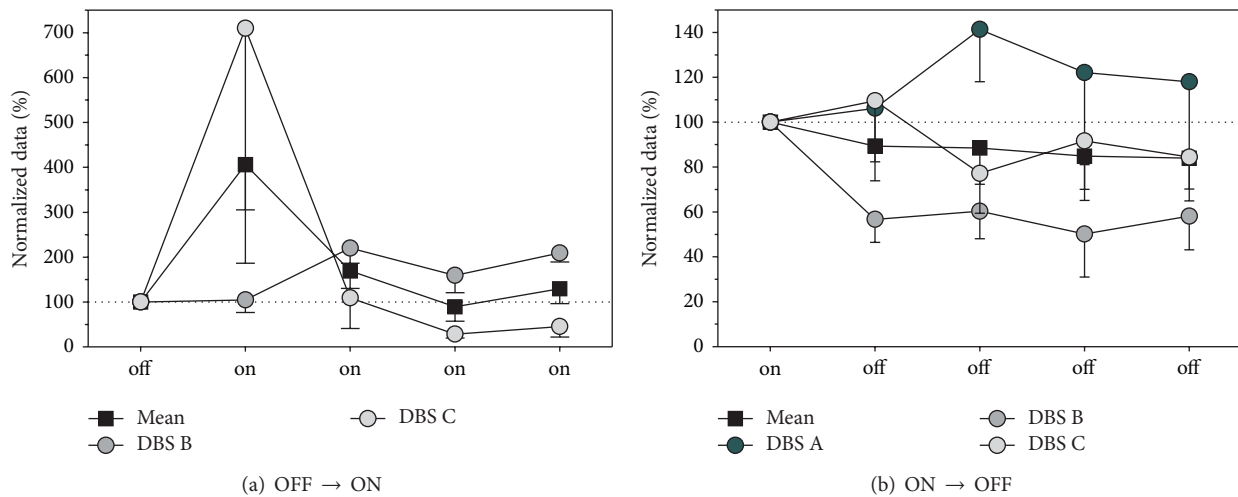 Normalized data (%)
700
600
500
400
300
200
100
0
off on on on on
Mean
DBS B
DBS C
(a) OFF → ON
Normalized data (%)
140
120
100
80
60
40
20
0
on off off off off
Mean
DBS A
DBS B
DBS C
(b) ON → OFF